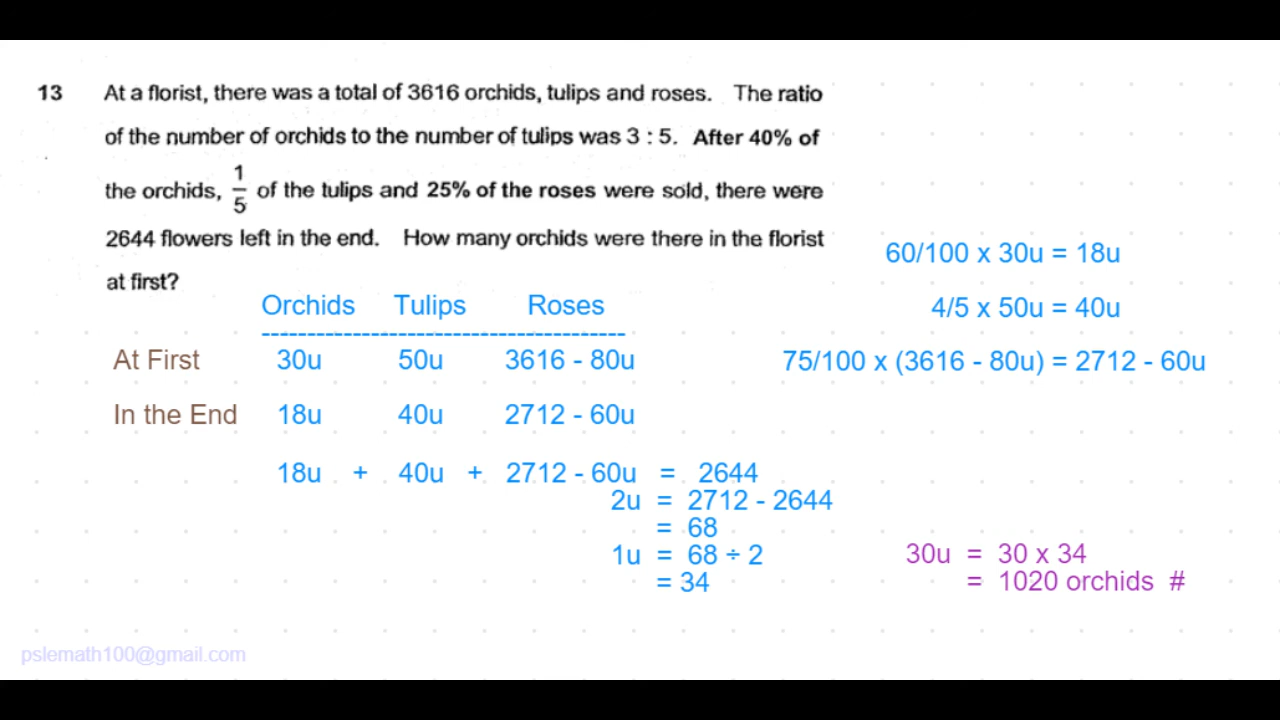 13 At a florist, there was a total of 3616 orchids, tulips and roses. The ratio
of the number of orchids to the number of tulips was 3 : 5. After 40% of
the orchids, 1/5 of the tulips and 25% of the roses were sold, there were
2644 flowers left in the end. How many orchids were there in the florist
at first?
60/100 x 30u = 18u
4/5 x 50u = 40u
75/100 x (3616 - 80u) = 2712 - 60u
Orchids Tulips Roses
----------------------------------------
At First 30u 50u 3616 - 80u
In the End 18u 40u 2712 - 60u
18u + 40u + 2712 - 60u = 2644
2u = 2712 - 2644
= 68
1u = 68 ÷ 2
= 34
30u = 30 x 34
= 1020 orchids #
pslemath100@gmail.com